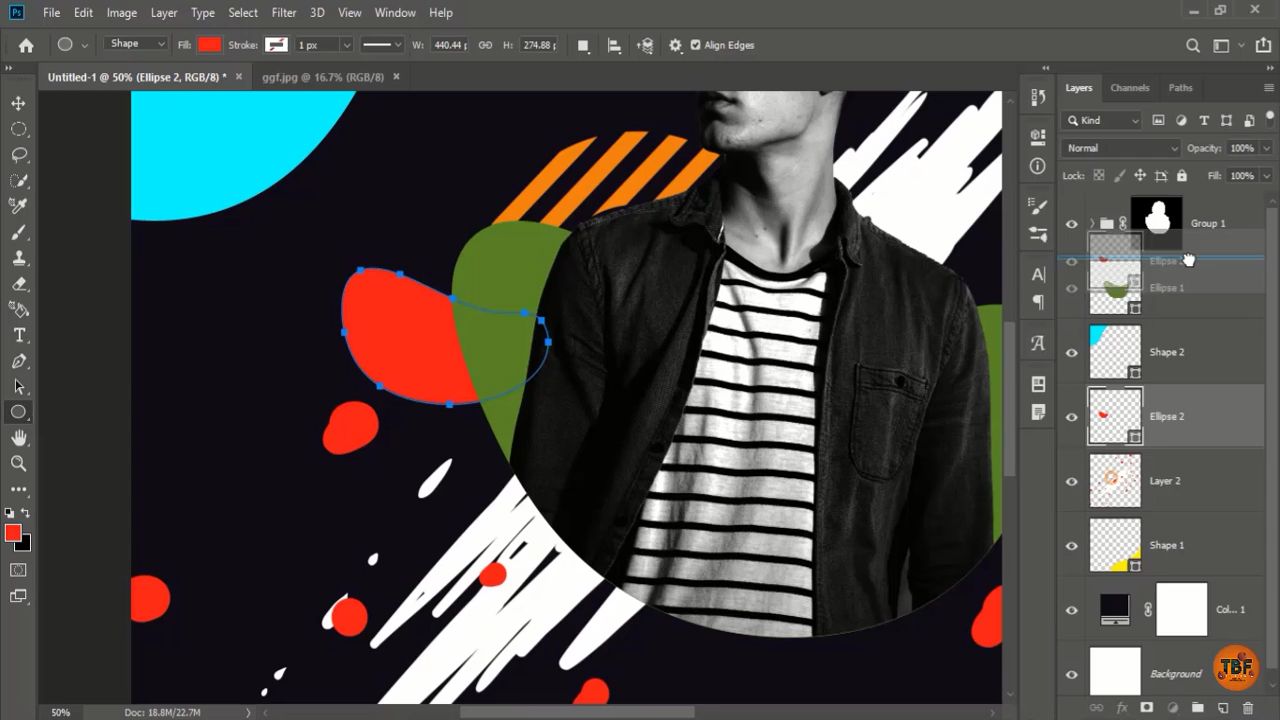 Ps File Edit Image Layer Type Select Filter 3D View Window Help
Shape Fill: Stroke: 1 px W: 440.44 p H: 274.88 p Align Edges
Untitled-1 @ 50% (Ellipse 2, RGB/8) * × ggf.jpg @ 16.7% (RGB/8) ×
Layers Channels Paths
Kind
Normal Opacity: 100%
Lock: Fill: 100%
Group 1
Ellipse 2
Ellipse 1
Shape 2
Ellipse 2
Layer 2
Shape 1
Col... 1
Background
TBF
50% Doc: 18.8M/22.7M